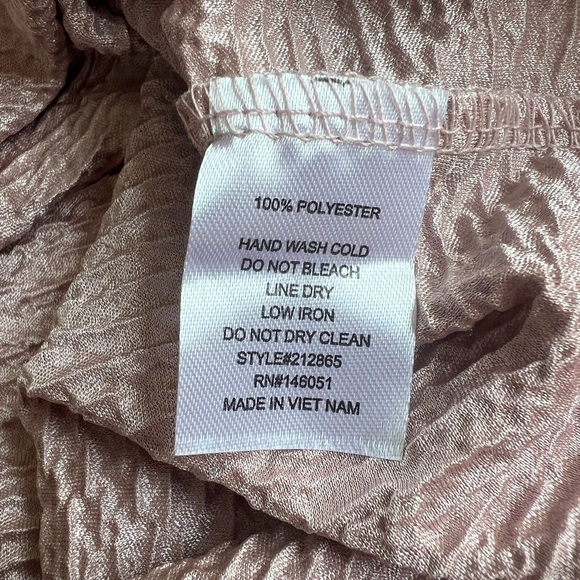 100% POLYESTER
HAND WASH COLD
DO NOT BLEACH
LINE DRY
LOW IRON
DO NOT DRY CLEAN
STYLE#212865
RN#146051
MADE IN VIET NAM